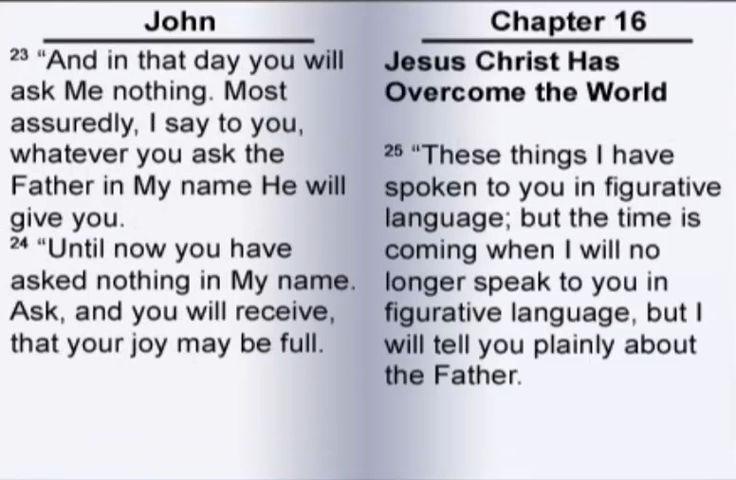 John
23 “And in that day you will
ask Me nothing. Most
assuredly, I say to you,
whatever you ask the
Father in My name He will
give you.
24 “Until now you have
asked nothing in My name.
Ask, and you will receive,
that your joy may be full.
Chapter 16
Jesus Christ Has
Overcome the World
25 “These things I have
spoken to you in figurative
language; but the time is
coming when I will no
longer speak to you in
figurative language, but I
will tell you plainly about
the Father.